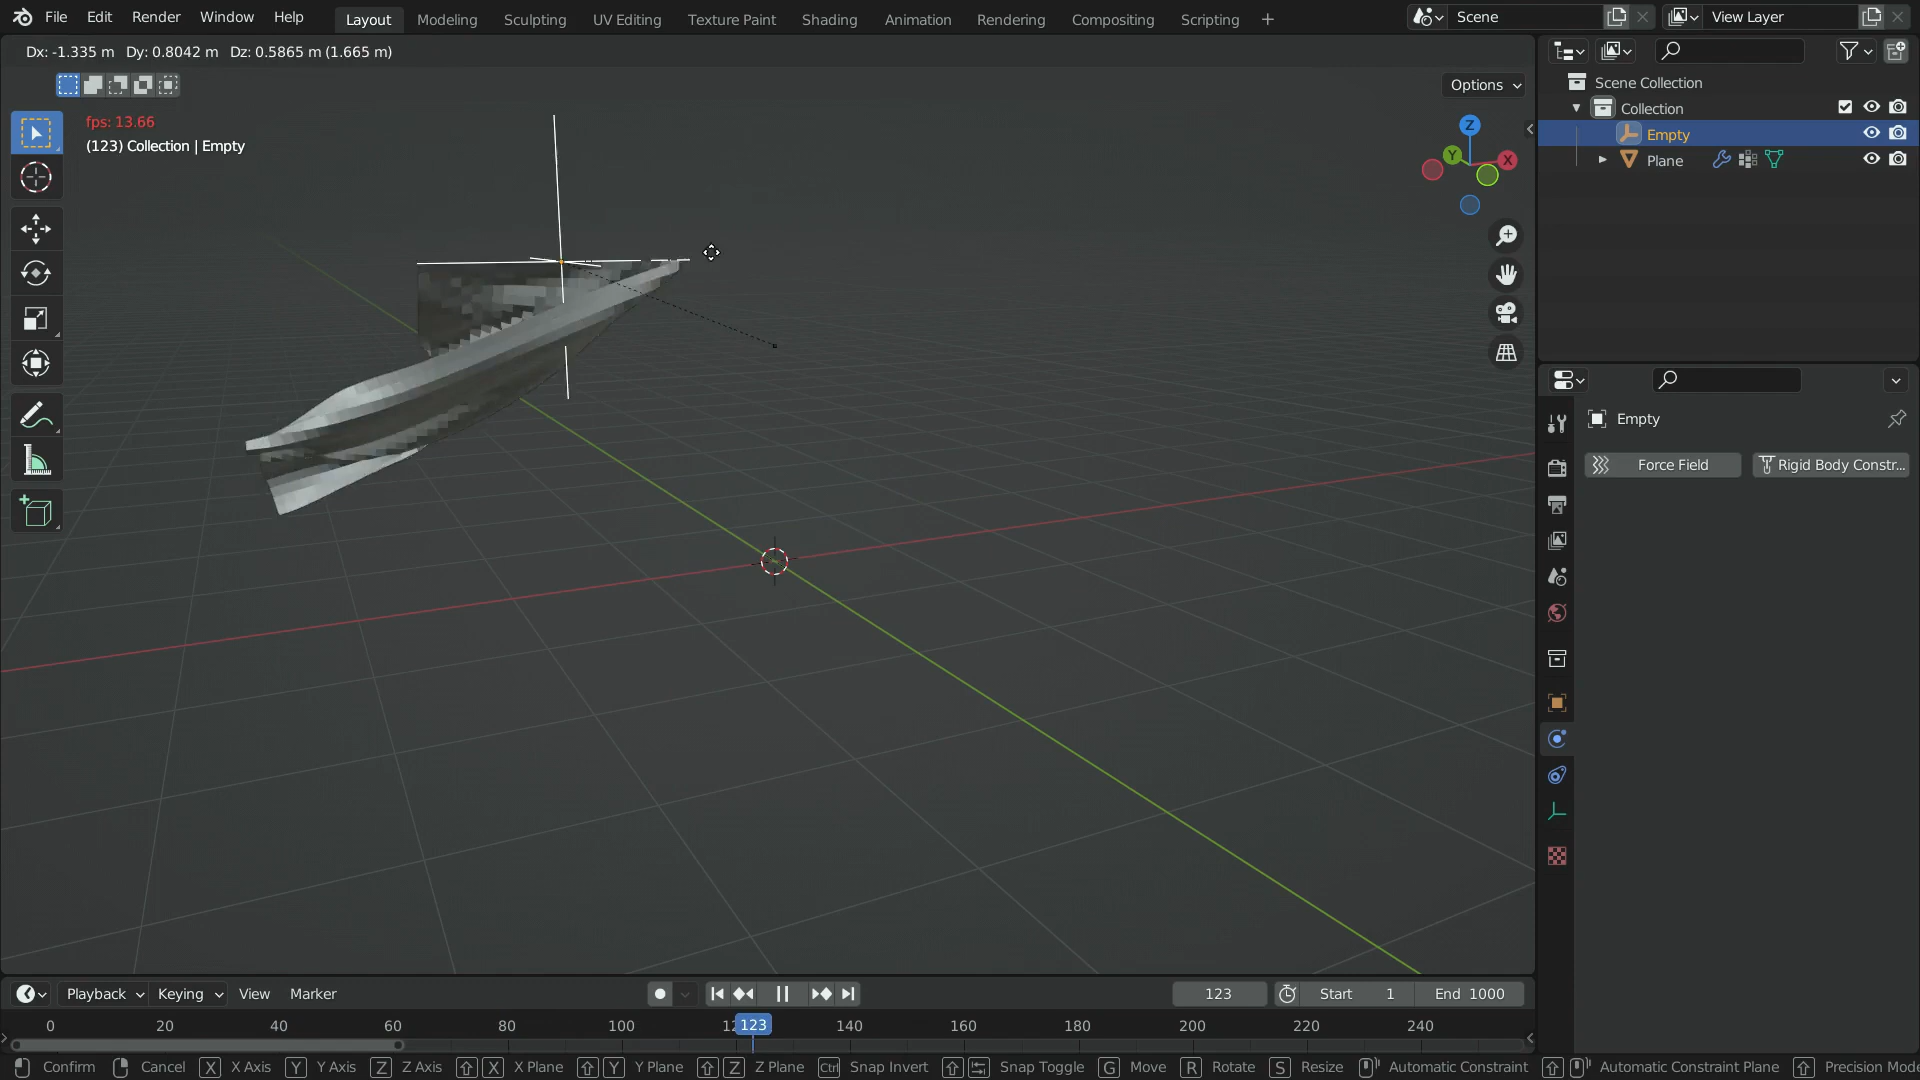 File Edit Render Window Help Layout Modeling Sculpting UV Editing Texture Paint Shading Animation Rendering Compositing Scripting + Scene View Layer
Dx: -1.335 m Dy: 0.8042 m Dz: 0.5865 m (1.665 m)
Options
fps: 13.66
(123) Collection | Empty
Z
Y
X
Scene Collection
Collection
Empty
Plane
Empty
Force Field Rigid Body Constr...
Playback Keying View Marker 123 Start 1 End 1000
0 20 40 60 80 100 123 140 160 180 200 220 240
Confirm Cancel X X Axis Y Y Axis Z Z Axis X X Plane Y Y Plane Z Z Plane Ctrl Snap Invert Snap Toggle G Move R Rotate S Resize Automatic Constraint Automatic Constraint Plane Precision Mode